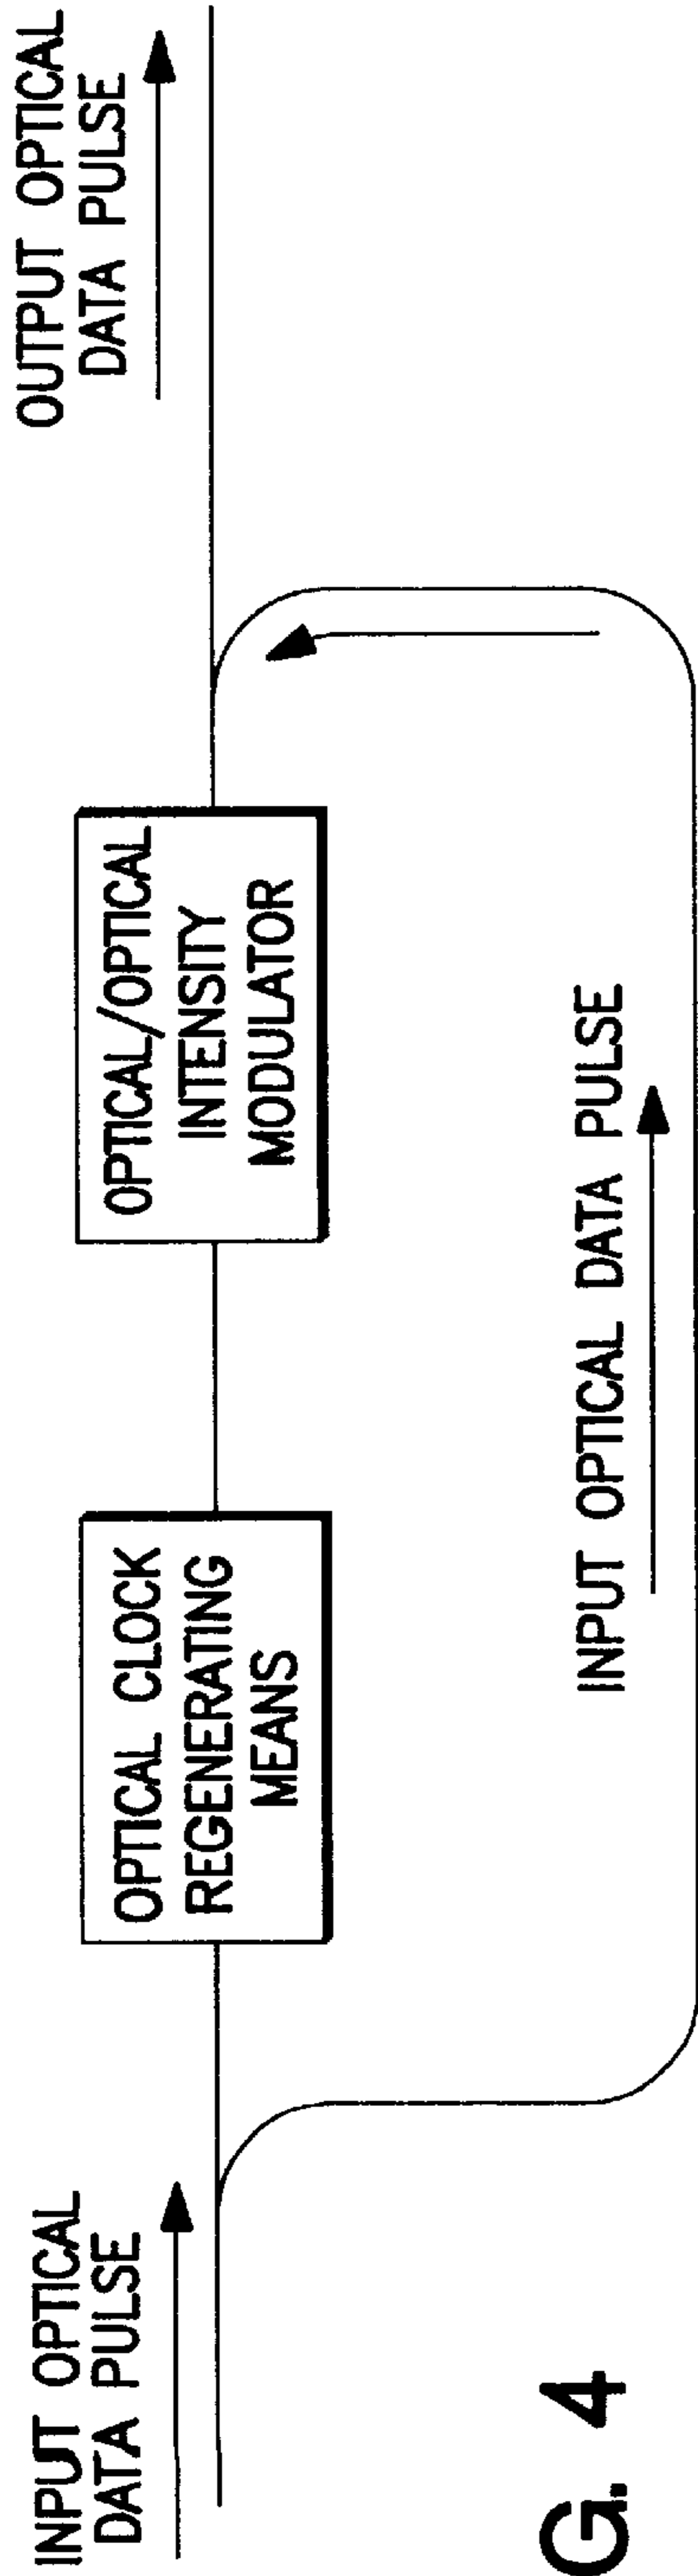 INPUT OPTICAL
DATA PULSE
OPTICAL CLOCK
REGENERATING
MEANS
OPTICAL/OPTICAL
INTENSITY
MODULATOR
OUTPUT OPTICAL
DATA PULSE
INPUT OPTICAL DATA PULSE
G. 4